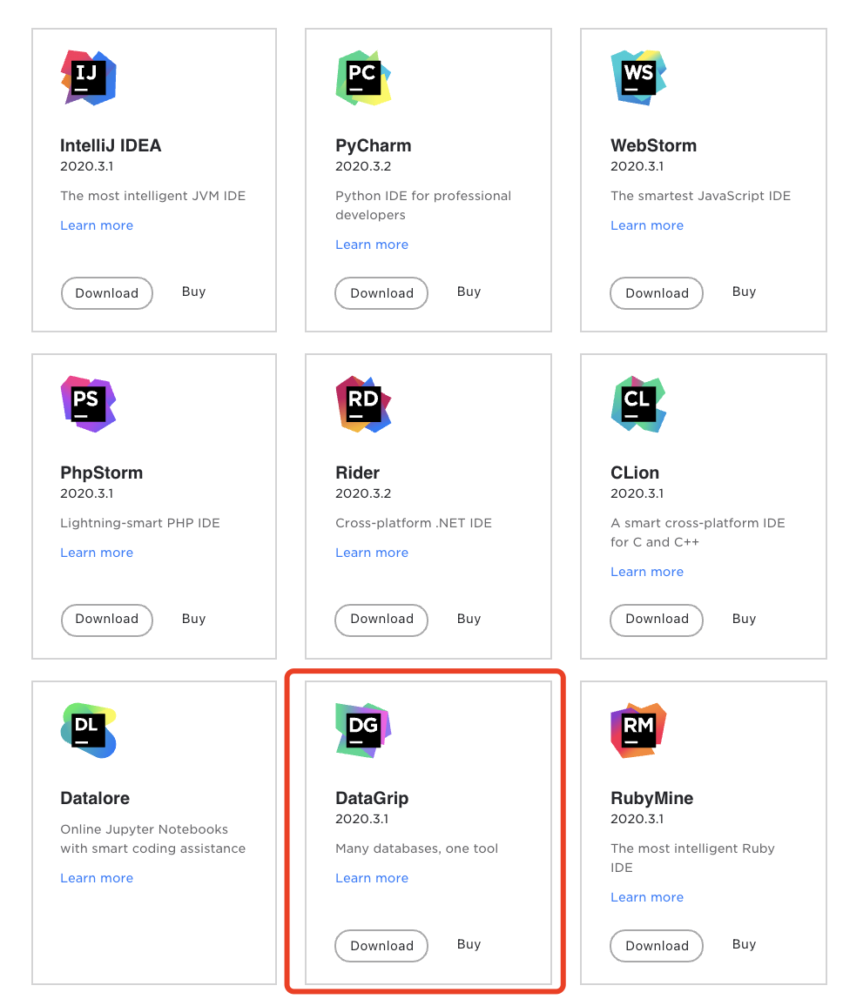 IJ
IntelliJ IDEA
2020.3.1
The most intelligent JVM IDE
Learn more
Download Buy
PC
PyCharm
2020.3.2
Python IDE for professional
developers
Learn more
Download Buy
WS
WebStorm
2020.3.1
The smartest JavaScript IDE
Learn more
Download Buy
PS
PhpStorm
2020.3.1
Lightning-smart PHP IDE
Learn more
Download Buy
RD
Rider
2020.3.2
Cross-platform .NET IDE
Learn more
Download Buy
CL
CLion
2020.3.1
A smart cross-platform IDE
for C and C++
Learn more
Download Buy
DL
Datalore
Online Jupyter Notebooks
with smart coding assistance
Learn more
DG
DataGrip
2020.3.1
Many databases, one tool
Learn more
Download Buy
RM
RubyMine
2020.3.1
The most intelligent Ruby
IDE
Learn more
Download Buy